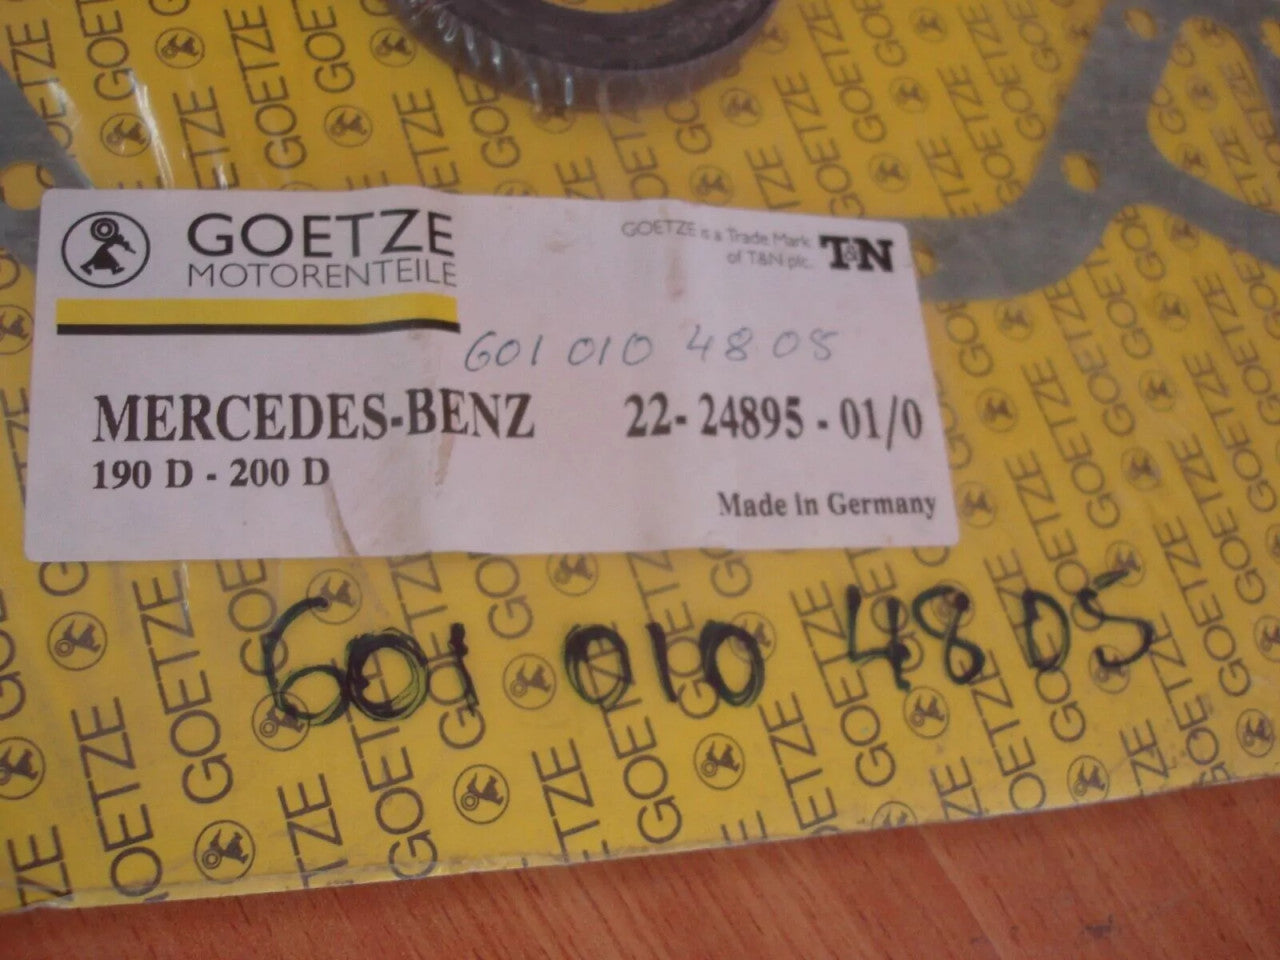 GOETZE
MOTORENTEILE
GOETZE is a Trade Mark
of T&N plc.
T&N
601 010 48 05
MERCEDES-BENZ 22- 24895 - 01/0
190 D - 200 D
Made In Germany
601 010 48 05